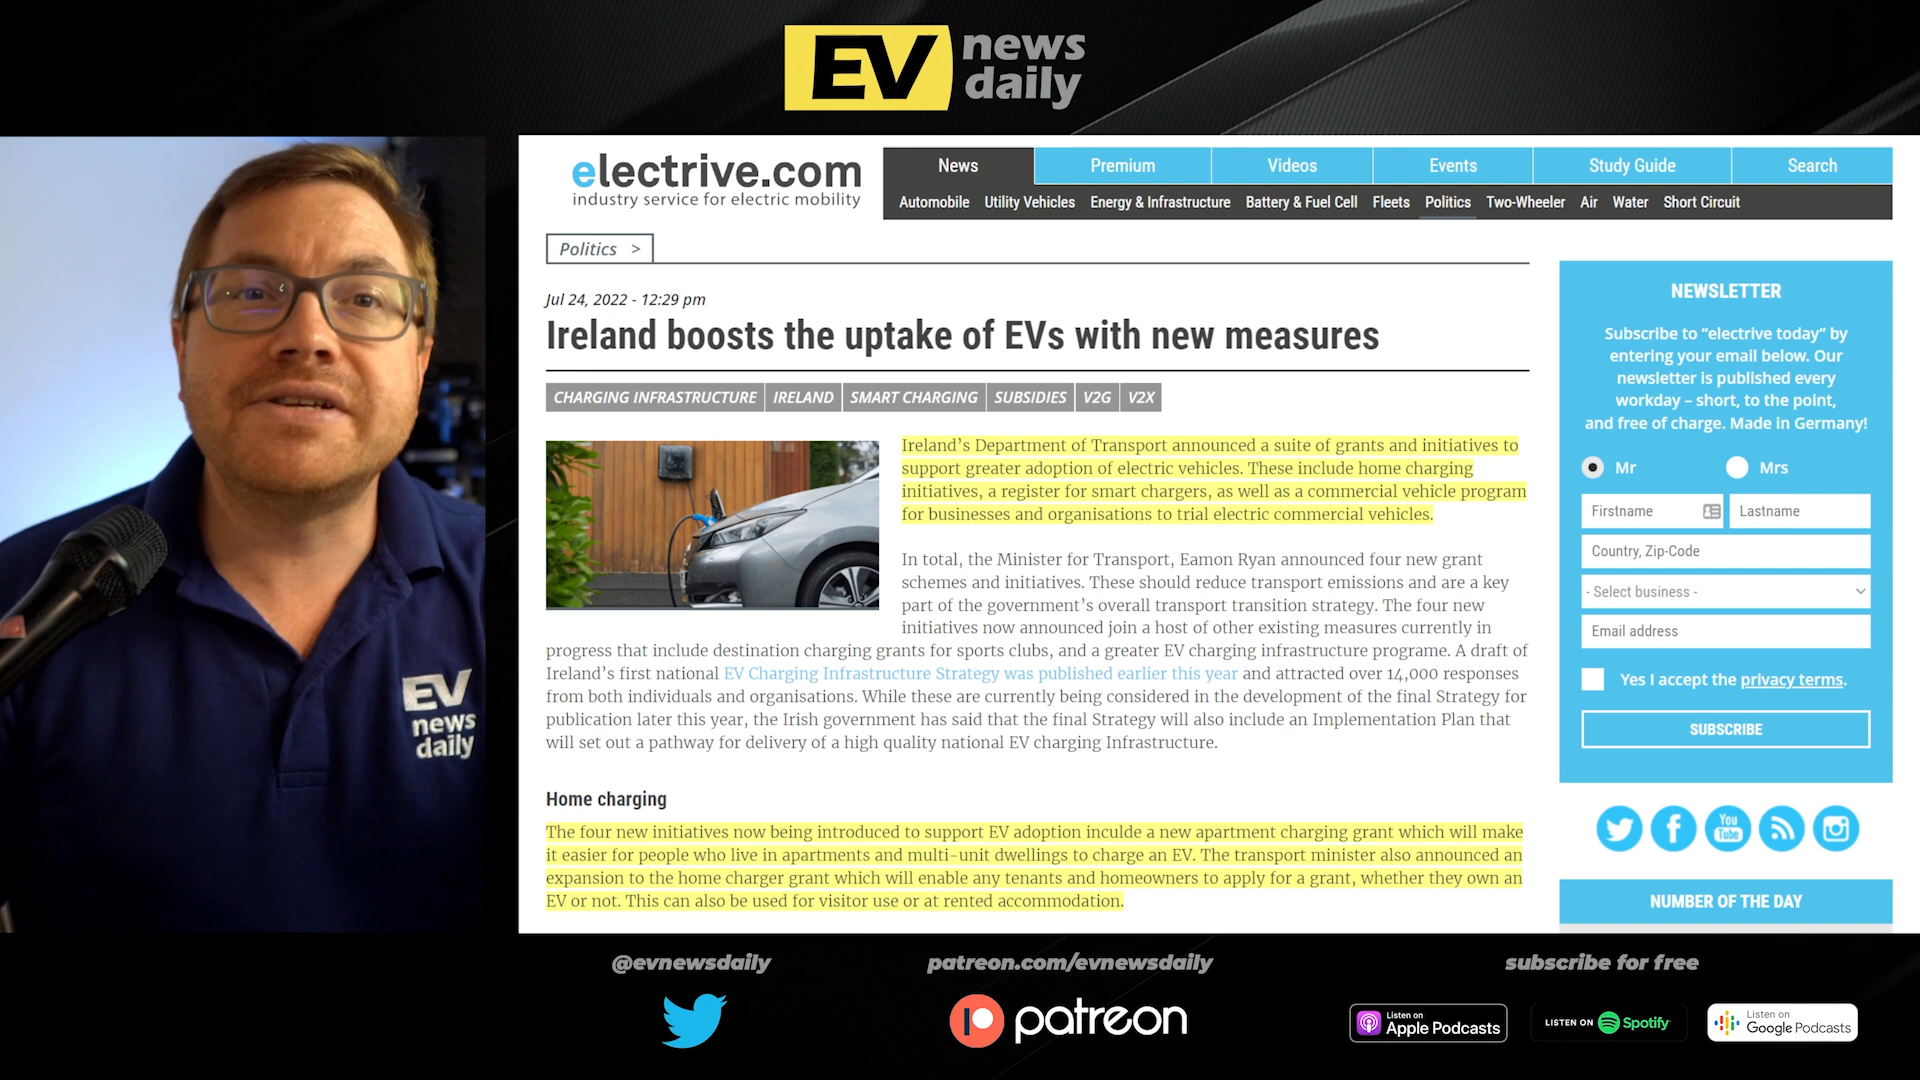 EV news
daily
electrive.com
industry service for electric mobility
News Premium Videos Events Study Guide Search
Automobile Utility Vehicles Energy & Infrastructure Battery & Fuel Cell Fleets Politics Two-Wheeler Air Water Short Circuit
Politics >
Jul 24, 2022 - 12:29 pm
Ireland boosts the uptake of EVs with new measures
CHARGING INFRASTRUCTURE IRELAND SMART CHARGING SUBSIDIES V2G V2X
Ireland's Department of Transport announced a suite of grants and initiatives to
support greater adoption of electric vehicles. These include home charging
initiatives, a register for smart chargers, as well as a commercial vehicle program
for businesses and organisations to trial electric commercial vehicles.
In total, the Minister for Transport, Eamon Ryan announced four new grant
schemes and initiatives. These should reduce transport emissions and are a key
part of the government's overall transport transition strategy. The four new
initiatives now announced join a host of other existing measures currently in
progress that include destination charging grants for sports clubs, and a greater EV charging infrastructure programe. A draft of
Ireland's first national EV Charging Infrastructure Strategy was published earlier this year and attracted over 14,000 responses
from both individuals and organisations. While these are currently being considered in the development of the final Strategy for
publication later this year, the Irish government has said that the final Strategy will also include an Implementation Plan that
will set out a pathway for delivery of a high quality national EV charging Infrastructure.
Home charging
The four new initiatives now being introduced to support EV adoption inculde a new apartment charging grant which will make
it easier for people who live in apartments and multi-unit dwellings to charge an EV. The transport minister also announced an
expansion to the home charger grant which will enable any tenants and homeowners to apply for a grant, whether they own an
EV or not. This can also be used for visitor use or at rented accommodation.
NEWSLETTER
Subscribe to "electrive today" by
entering your email below. Our
newsletter is published every
workday – short, to the point,
and free of charge. Made in Germany!
Mr Mrs
Firstname Lastname
Country, Zip-Code
- Select business -
Email address
Yes I accept the privacy terms.
SUBSCRIBE
You
Tube
NUMBER OF THE DAY
EV
news
daily
@evnewsdaily
patreon.com/evnewsdaily
patreon
subscribe for free
Listen on
Apple Podcasts
LISTEN ON Spotify
Listen on
Google Podcasts